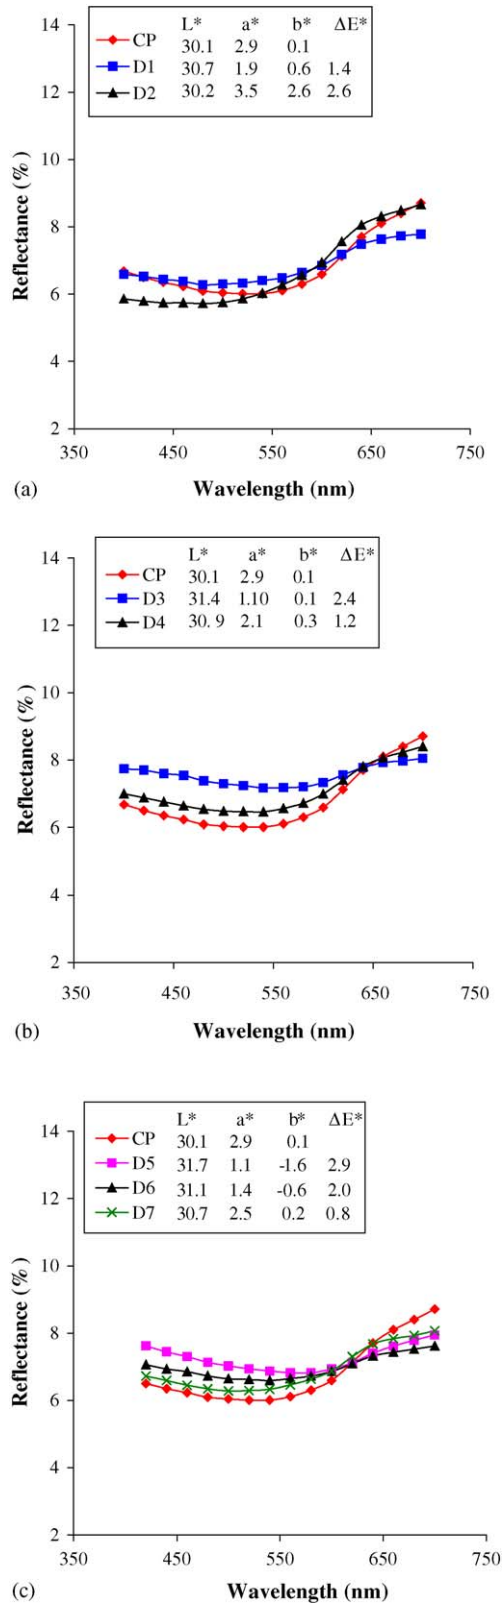 L* a* b* ΔE*
CP 30.1 2.9 0.1
D1 30.7 1.9 0.6 1.4
D2 30.2 3.5 2.6 2.6
14
12
10
8
6
4
2
Reflectance (%)
350 450 550 650 750
(a) Wavelength (nm)
L* a* b* ΔE*
CP 30.1 2.9 0.1
D3 31.4 1.10 0.1 2.4
D4 30. 9 2.1 0.3 1.2
14
12
10
8
6
4
2
Reflectance (%)
350 450 550 650 750
(b) Wavelength (nm)
L* a* b* ΔE*
CP 30.1 2.9 0.1
D5 31.7 1.1 -1.6 2.9
D6 31.1 1.4 -0.6 2.0
D7 30.7 2.5 0.2 0.8
14
12
10
8
6
4
2
Reflectance (%)
350 450 550 650 750
(c) Wavelength (nm)